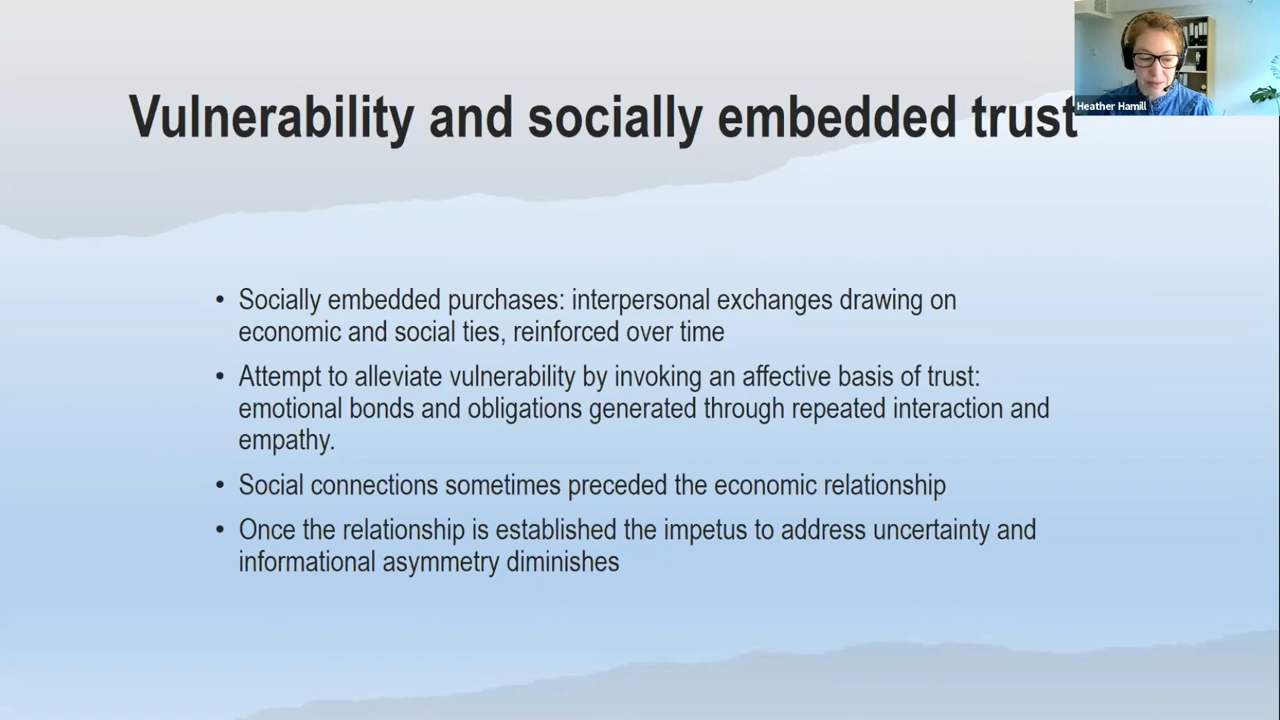 Vulnerability and socially embedded trust
Heather Hamill
• Socially embedded purchases: interpersonal exchanges drawing on
economic and social ties, reinforced over time
• Attempt to alleviate vulnerability by invoking an affective basis of trust:
emotional bonds and obligations generated through repeated interaction and
empathy.
• Social connections sometimes preceded the economic relationship
• Once the relationship is established the impetus to address uncertainty and
informational asymmetry diminishes